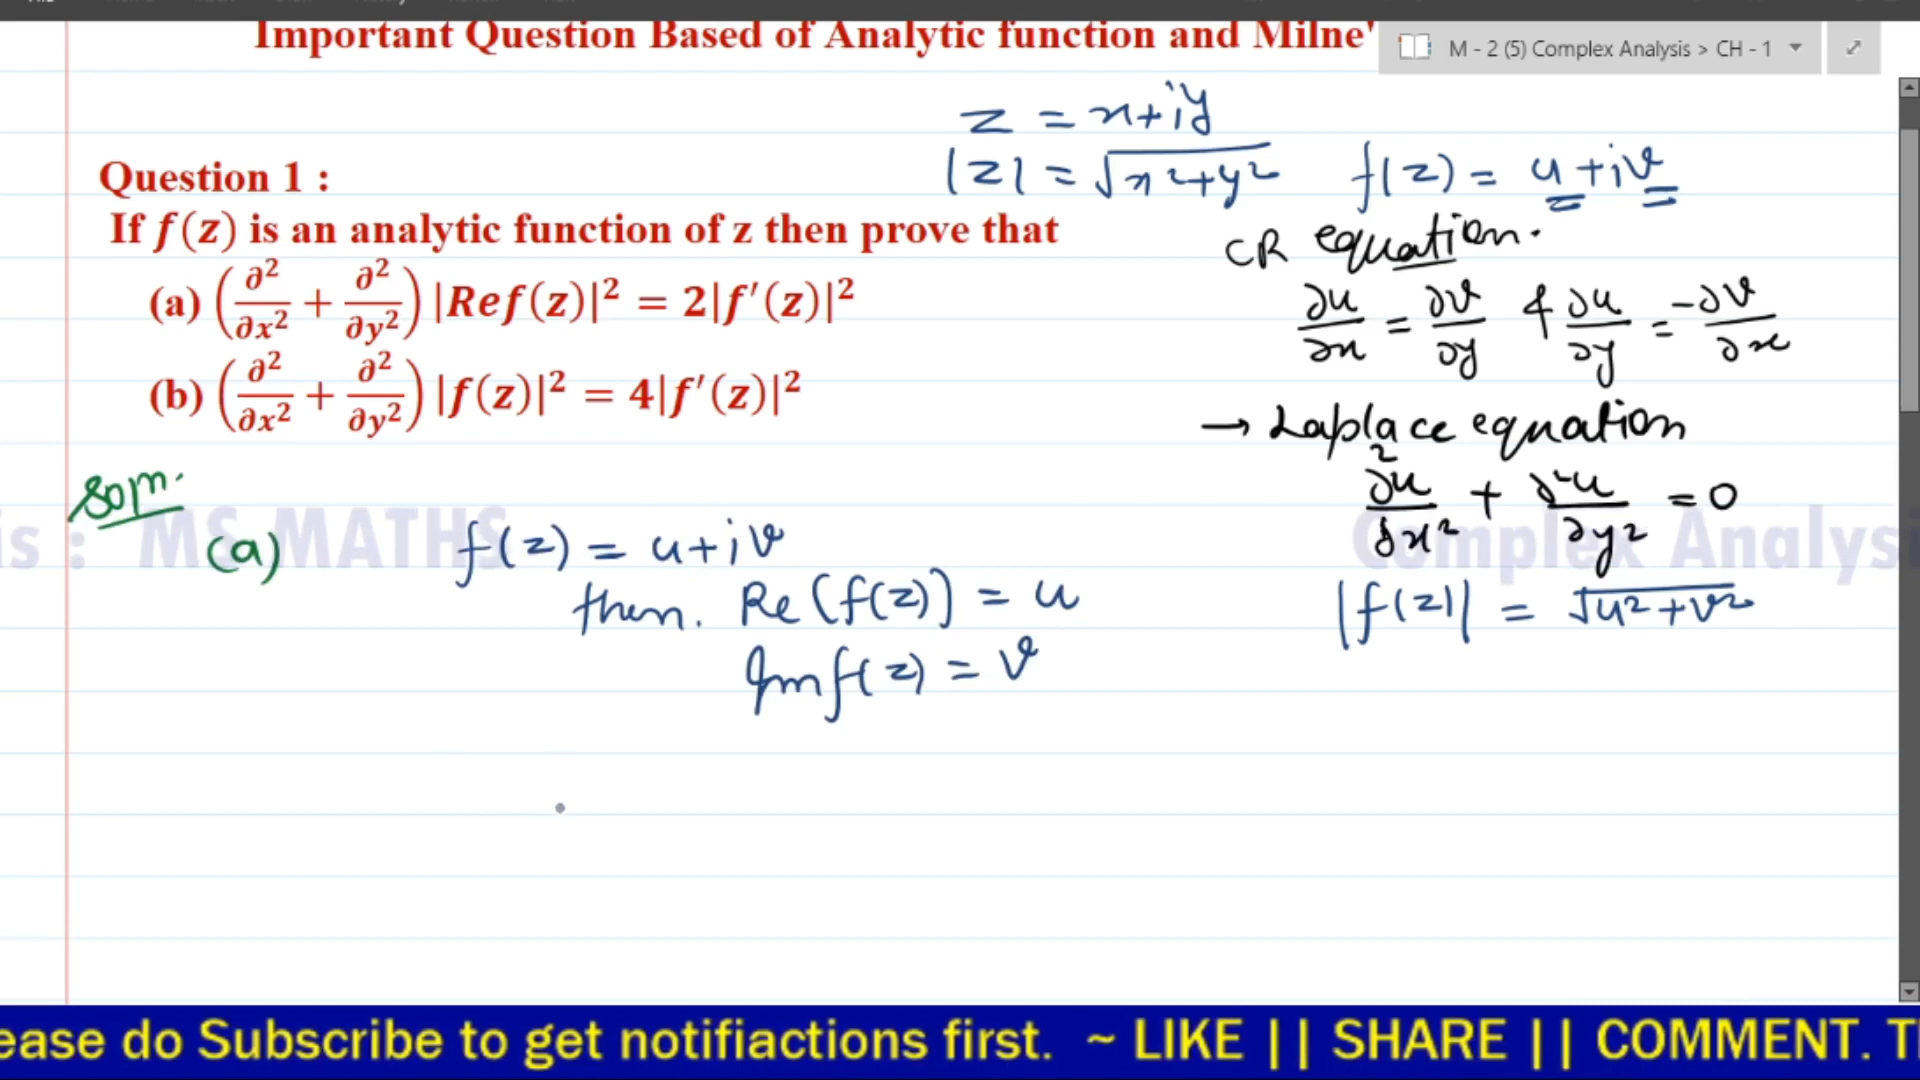 Important Question Based of Analytic function and Milne'
M - 2 (5) Complex Analysis > CH - 1
z = x+iy
|z| = √x²+y²   f(z) = u+iv
Question 1 :
If f(z) is an analytic function of z then prove that
CR equation.
(a) (∂²/∂x² + ∂²/∂y²) |Ref(z)|² = 2|f′(z)|²
∂u/∂x = ∂v/∂y & ∂u/∂y = -∂v/∂x
(b) (∂²/∂x² + ∂²/∂y²) |f(z)|² = 4|f′(z)|²
→ Laplace equation
∂²u/∂x² + ∂²u/∂y² = 0
Soln.
is : MS MATHS   Complex Analysi
(a)   f(z) = u+iv
then. Re(f(z)) = u
|f(z)| = √u²+v²
Im f(z) = v
ease do Subscribe to get notifiactions first.   ~ LIKE || SHARE || COMMENT. T